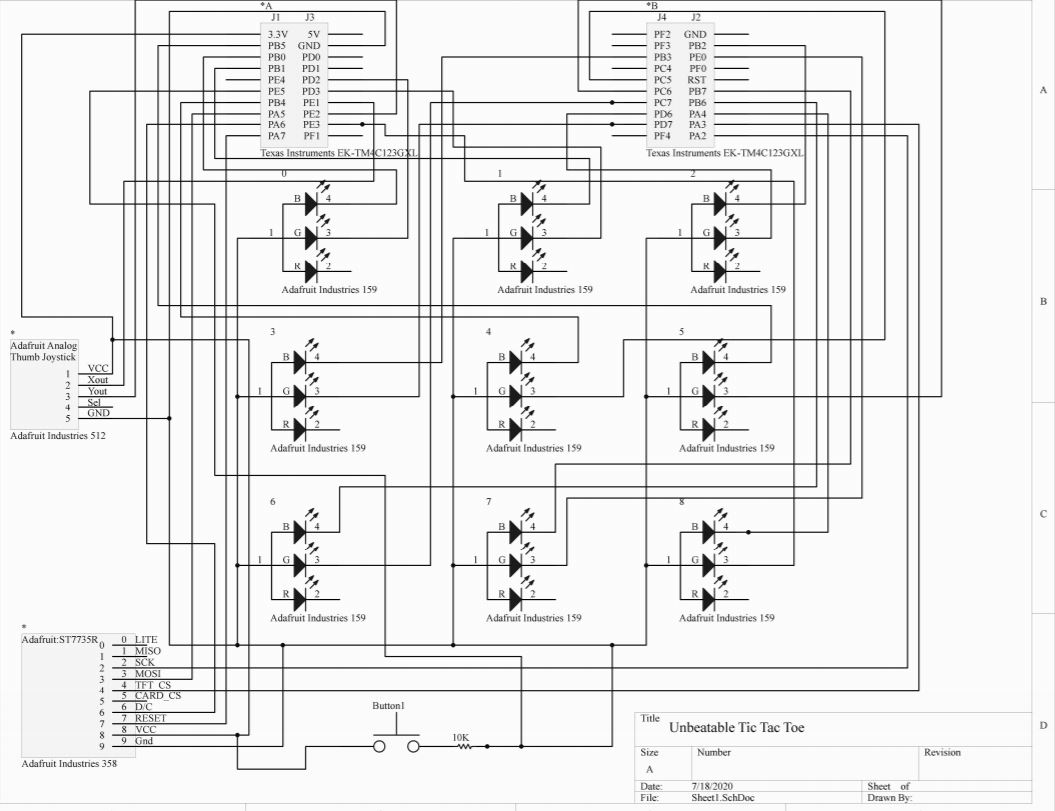 *A
*B
J1 J3
J4 J2
3.3V 5V
PB5 GND
PB0 PD0
PB1 PD1
PE4 PD2
PE5 PD3
PB4 PE1
PA5 PE2
PA6 PE3
PA7 PF1
Texas Instruments EK-TM4C123GXL
PF2 GND
PF3 PB2
PB3 PE0
PC4 PF0
PC5 RST
PC6 PB7
PC7 PB6
PD6 PA4
PD7 PA3
PF4 PA2
Texas Instruments EK-TM4C123GXL
A
0
B 4
1 G 3
R 2
Adafruit Industries 159
1
B 4
1 G 3
R 2
Adafruit Industries 159
2
B 4
1 G 3
R 2
Adafruit Industries 159
B
*
Adafruit Analog
Thumb Joystick
1 VCC
2 Xout
3 Yout
4 Sel
5 GND
Adafruit Industries 512
3
B 4
1 G 3
R 2
Adafruit Industries 159
4
B 4
1 G 3
R 2
Adafruit Industries 159
5
B 4
1 G 3
R 2
Adafruit Industries 159
C
6
B 4
1 G 3
R 2
Adafruit Industries 159
7
B 4
1 G 3
R 2
Adafruit Industries 159
8
B 4
1 G 3
R 2
Adafruit Industries 159
*
Adafruit:ST7735R
0 0 LITE
1 1 MISO
2 2 SCK
3 3 MOSI
4 4 TFT_CS
5 5 CARD_CS
6 6 D/C
7 7 RESET
8 8 VCC
9 9 Gnd
Adafruit Industries 358
Button1
10K
D
Title
Unbeatable Tic Tac Toe
Size Number Revision
A
Date: 7/18/2020 Sheet of
File: Sheet1.SchDoc Drawn By: